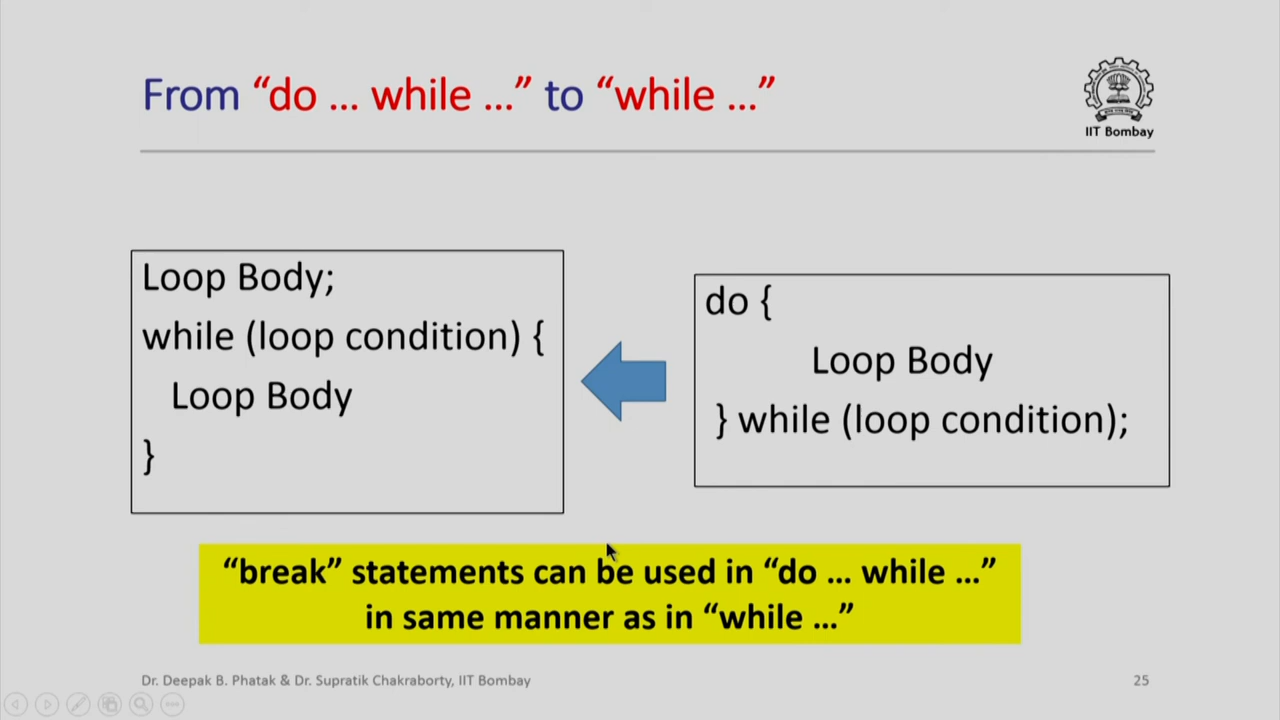 From “do ... while ...” to “while ...”
IIT Bombay
Loop Body;
while (loop condition) {
Loop Body
}
do {
Loop Body
} while (loop condition);
“break” statements can be used in “do ... while ...”
in same manner as in “while ...”
Dr. Deepak B. Phatak & Dr. Supratik Chakraborty, IIT Bombay
25